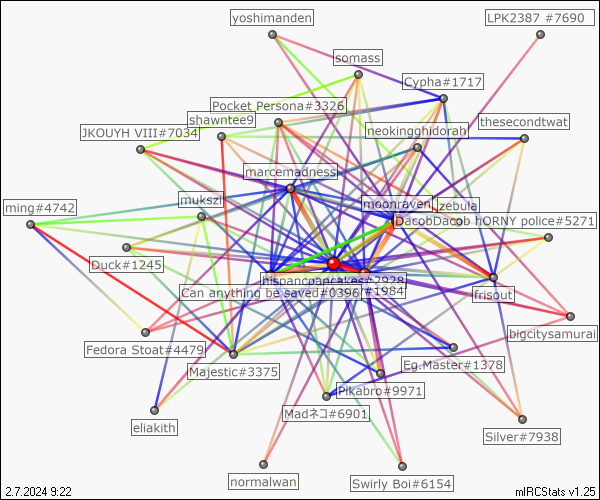 yoshimanden
LPK2387 #7690
somass
Cypha#1717
Pocket Persona#3326
shawntee9
thesecondtwat
JKOUYH VIII#7034
neokingghidorah
marcemadness
mukszi
moonraven
zebula
ming#4742
DacobDacob
hORNY police#5271
Duck#1245
hispancpancakes#2928
Can anything be saved#0396
#1984
frisout
bigcitysamurai
Fedora Stoat#4479
Majestic#3375
Eg.Master#1378
Pikabro#9971
Madネコ#6901
eliakith
Silver#7938
normalwan
Swirly Boi#6154
2.7.2024 9:22
mIRCStats v1.25